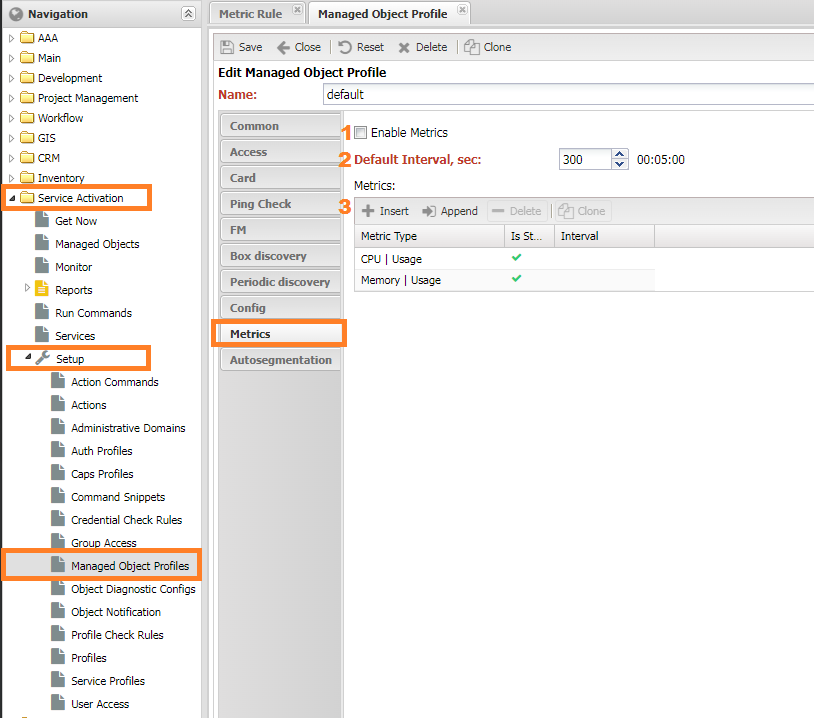 Navigation
AAA
Main
Development
Project Management
Workflow
GIS
CRM
Inventory
Service Activation
Get Now
Managed Objects
Monitor
Reports
Run Commands
Services
Setup
Action Commands
Actions
Administrative Domains
Auth Profiles
Caps Profiles
Command Snippets
Credential Check Rules
Group Access
Managed Object Profiles
Object Diagnostic Configs
Object Notification
Profile Check Rules
Profiles
Service Profiles
User Access
Metric Rule Managed Object Profile
Save Close Reset Delete Clone
Edit Managed Object Profile
Name: default
Common
Access
Card
Ping Check
FM
Box discovery
Periodic discovery
Config
Metrics
Autosegmentation
1 Enable Metrics
2 Default Interval, sec: 300 00:05:00
Metrics:
3 Insert Append Delete Clone
Metric Type Is St... Interval
CPU | Usage
Memory | Usage